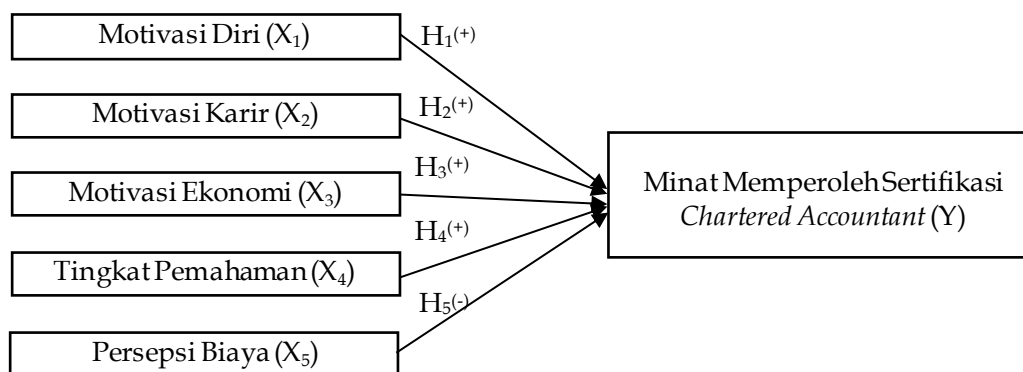 Motivasi Diri (X₁)
H₁(+)
Motivasi Karir (X₂)
H₂(+)
Motivasi Ekonomi (X₃)
H₃(+)
Tingkat Pemahaman (X₄)
H₄(+)
Persepsi Biaya (X₅)
H₅(-)
Minat Memperoleh Sertifikasi
Chartered Accountant (Y)